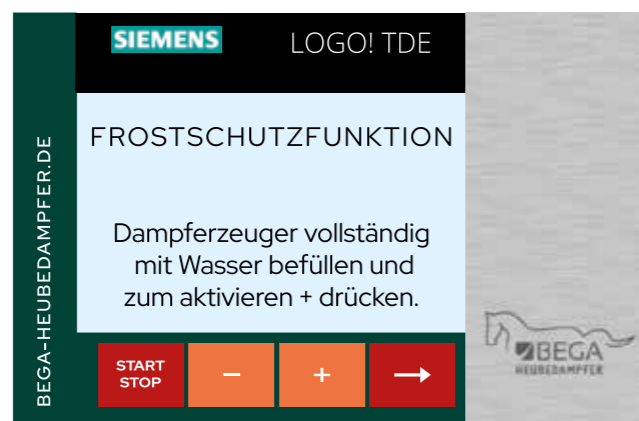 SIEMENS LOGO! TDE
BEGA-HEUBEDAMPFER.DE
FROSTSCHUTZFUNKTION
Dampferzeuger vollständig
mit Wasser befüllen und
zum aktivieren + drücken.
START
STOP
− + →
BEGA
HEUBEDAMPFER